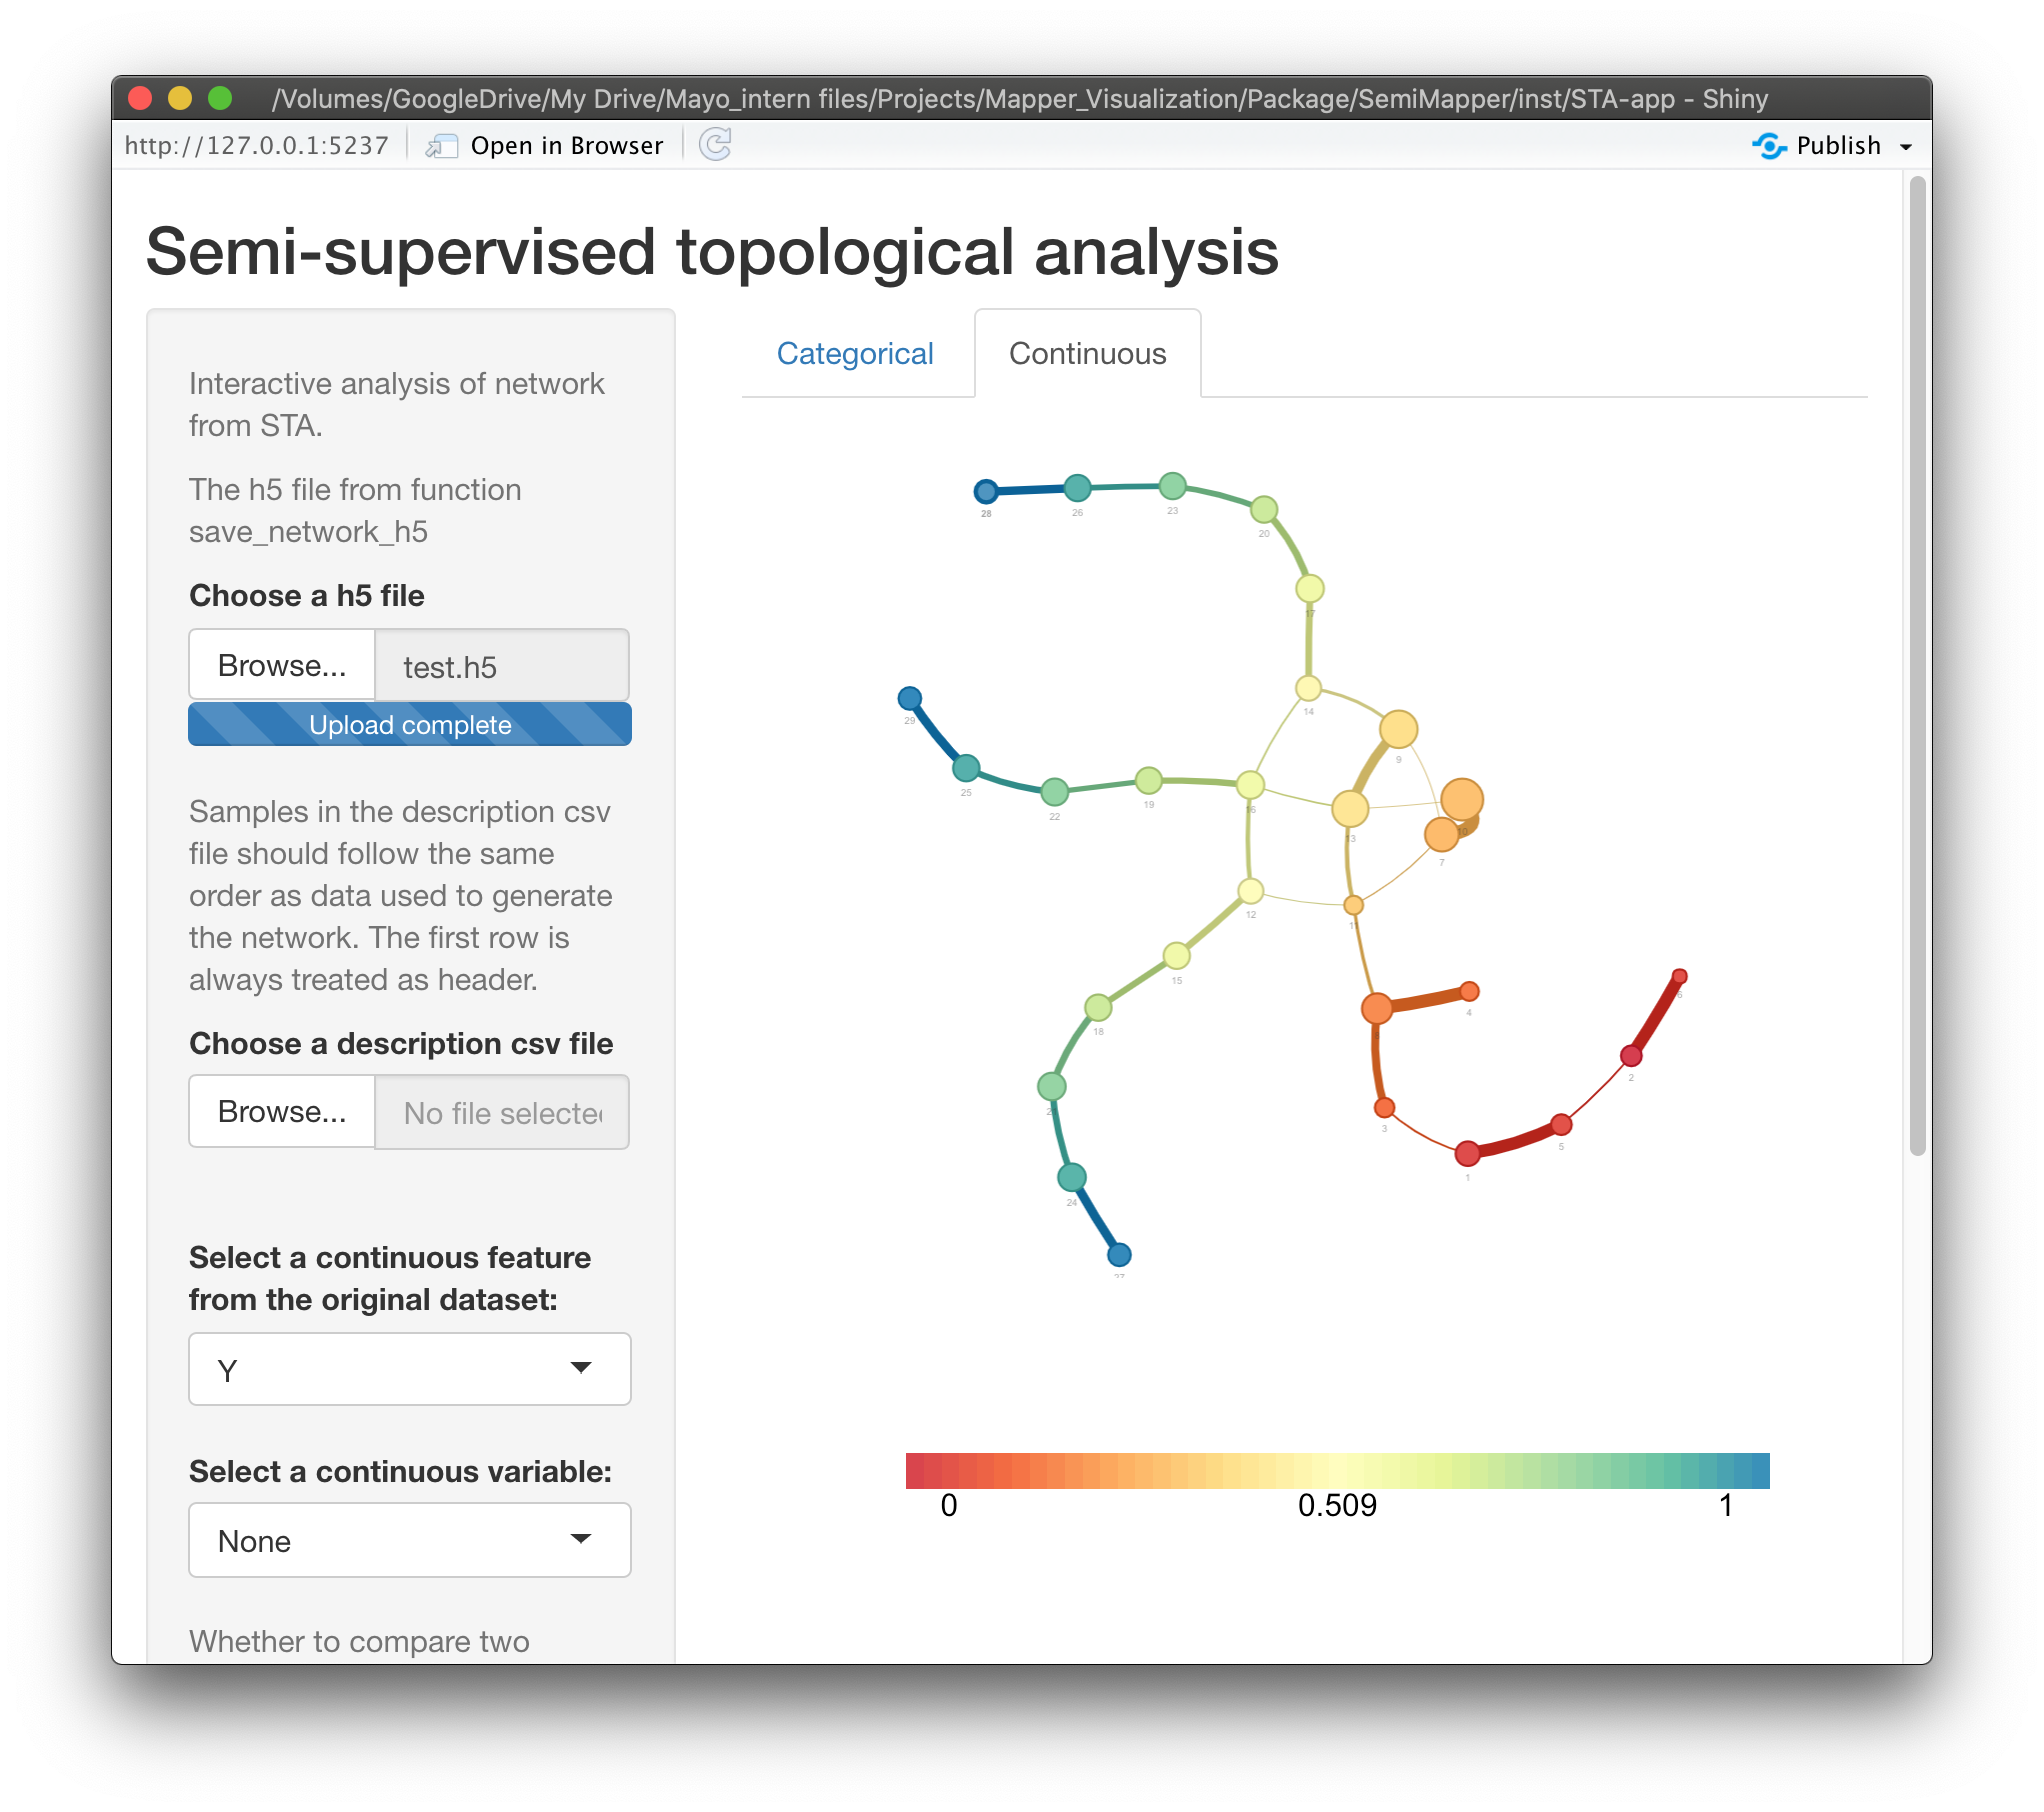 /Volumes/GoogleDrive/My Drive/Mayo_intern files/Projects/Mapper_Visualization/Package/SemiMapper/inst/STA-app - Shiny
http://127.0.0.1:5237
Open in Browser
Publish
Semi-supervised topological analysis
Interactive analysis of network
from STA.
The h5 file from function
save_network_h5
Choose a h5 file
Browse...
test.h5
Upload complete
Samples in the description csv
file should follow the same
order as data used to generate
the network. The first row is
always treated as header.
Choose a description csv file
Browse...
No file selected
Select a continuous feature
from the original dataset:
Y
Select a continuous variable:
None
Whether to compare two
Categorical
Continuous
28
26
23
20
17
14
29
25
22
19
16
13
9
10
7
12
11
15
18
4
6
2
24
3
5
1
27
0
0.509
1